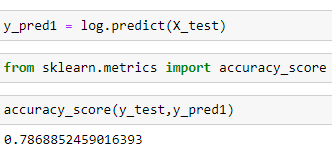 y_pred1 = log.predict(X_test)
from sklearn.metrics import accuracy_score
accuracy_score(y_test,y_pred1)
0.7868852459016393